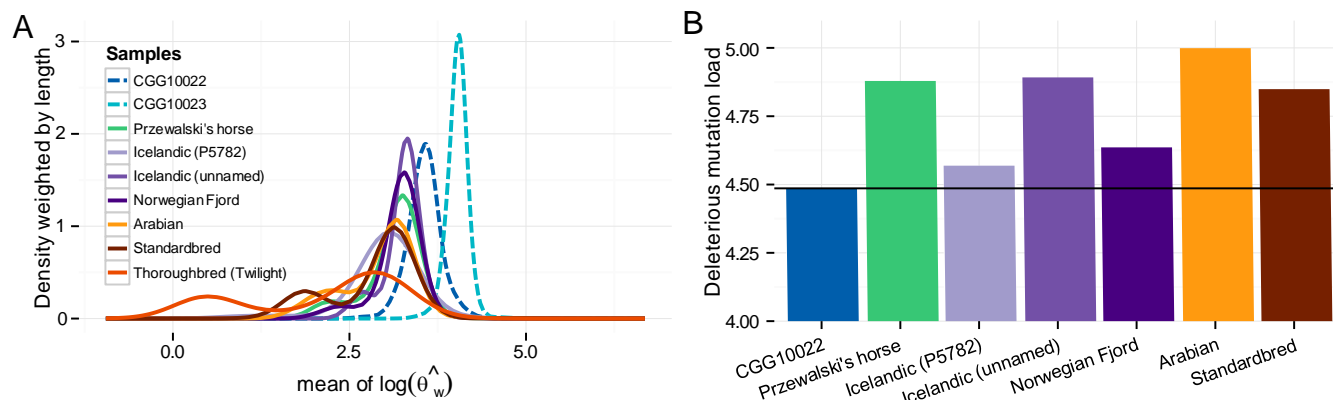 A
Density weighted by length
3
2
1
0
Samples
CGG10022
CGG10023
Przewalski's horse
Icelandic (P5782)
Icelandic (unnamed)
Norwegian Fjord
Arabian
Standardbred
Thoroughbred (Twilight)
0.0 2.5 5.0
mean of log(θ̂w)
B
Deleterious mutation load
5.00
4.75
4.50
4.25
4.00
CGG10022
Przewalski's horse
Icelandic (P5782)
Icelandic (unnamed)
Norwegian Fjord
Arabian
Standardbred